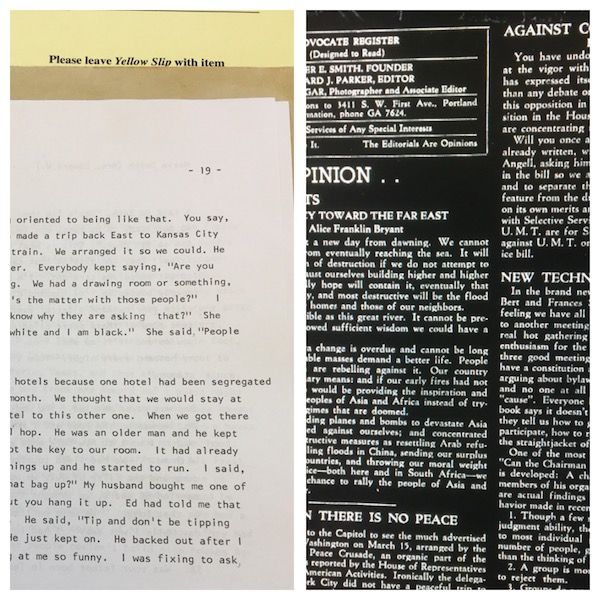 Please leave Yellow Slip with item
- 19 -
oriented to being like that. You say,
made a trip back East to Kansas City
train. We arranged it so we could. He
er. Everybody kept saying, "Are you
g. We had a drawing room or something,
's the matter with those people?" I
know why they are asking that?" She
white and I am black." She said, "People
hotels because one hotel had been segregated
month. We thought that we would stay at
tel to this other one. When we got there
l hop. He was an older man and he kept
ot the key to our room. It had already
nings up and he started to run. I said,
hat bag up?" My husband bought me one of
ut you hang it up. Ed had told me that
He said, "Tip and don't be tipping
He just kept on. He backed out after I
g at me so funny. I was fixing to ask,
VOCATE REGISTER
(Designed to Read)
ER E. SMITH, FOUNDER
ARD J. PARKER, EDITOR
GAR, Photographer and Associate Editor
ons to 3411 S. W. First Ave., Portland
mation, phone GA 7624.
Services of Any Special Interests
It. The Editorials Are Opinions
PINION . .
TS
CY TOWARD THE FAR EAST
Alice Franklin Bryant
t a new day from dawning. We cannot
om eventually reaching the sea. It will
n of destruction if we do not attempt to
ust ourselves building higher and higher
ly hope will contain it, eventually that
y, and most destructive will be the flood
homes and those of our neighbors.
ible as this great river. It cannot be pre-
owed sufficient wisdom we could have a
a change is overdue and cannot be long
ble masses demand a better life. People
are rebelling against it. Our country
ary means: and if our early fires had not
would be providing the inspiration and
eoples of Asia and Africa instead of try-
gimes that are doomed.
ding planes and bombs to devastate Asia
ed against ourselves; and concentrated
tructive measures as resettling Arab refu-
lling floods in China, sending our surplus
ountries, and throwing our moral weight
ice—both here and in South Africa—we
chance to rally the people of Asia and
N THERE IS NO PEACE
to the Capitol to see the much advertised
ashington on March 15, arranged by the
Peace Crusade, an organic part of the
reported by the House of Representatives
merican Activities. Ironically the delega-
rk City did not have a peaceful trip to
AGAINST C
You have undo
at the vigor with
has expressed its
than any debate o
this opposition in
sition in the Hous
are concentrating
Will you once a
already written, w
Angell, asking him
in the bill so we a
and to separate th
feature from the d
on its own merits a
with Selective Serv
U. M. T. are for S
against U. M. T. or
ice bill.
NEW TECHN
In the brand new
Bert and Frances
feeling we have all
to another meeting
real hot gathering
enthusiasm for the
three good meeting
have a constitution
arguing about bylaw
and no one at all
"cause". Everyone
book says it doesn't
they tell us how to
participate, how to
the straightjacket of
One of the most
"Can the Chairman
is developed: A ch
members of his orga
are actual findings
havior made in recen
1. Though a few
judgment ability, th
to most individual
number of people, g
than the thinking of
2. A group is mo
to reject them.
3. Groups do